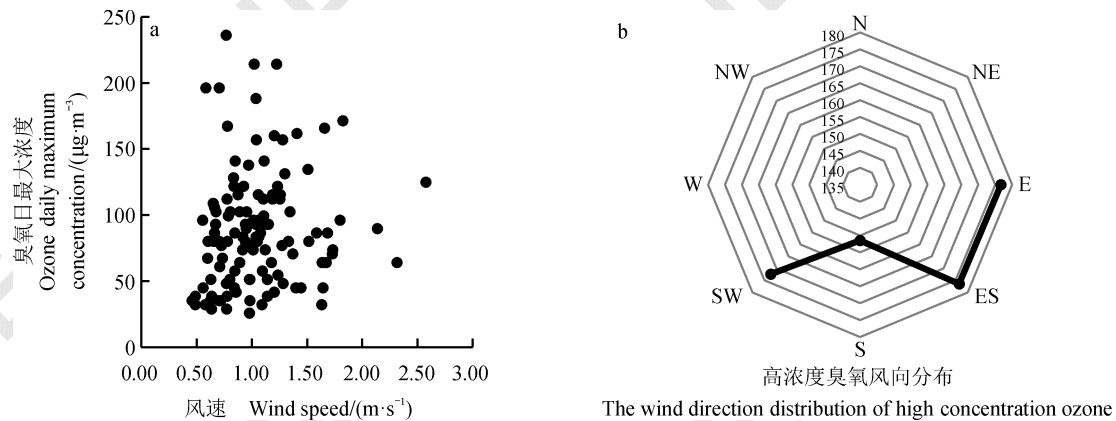 a
250
200
150
100
50
0
0.00 0.50 1.00 1.50 2.00 2.50 3.00
臭氧日最大浓度
Ozone daily maximum
concentration/(μg·m⁻³)
风速 Wind speed/(m·s⁻¹)
b
N
NE
E
ES
S
SW
W
NW
180
175
170
165
160
155
150
145
140
135
高浓度臭氧风向分布
The wind direction distribution of high concentration ozone